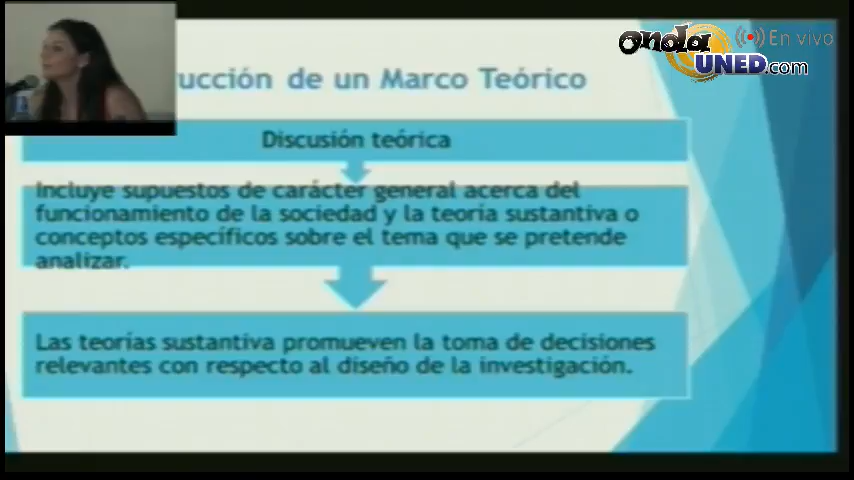 onda UNED.com
En vivo
rucción de un Marco Teórico
Discusión teórica
Incluye supuestos de carácter general acerca del
funcionamiento de la sociedad y la teoría sustantiva o
conceptos específicos sobre el tema que se pretende
analizar.
Las teorías sustantiva promueven la toma de decisiones
relevantes con respecto al diseño de la investigación.